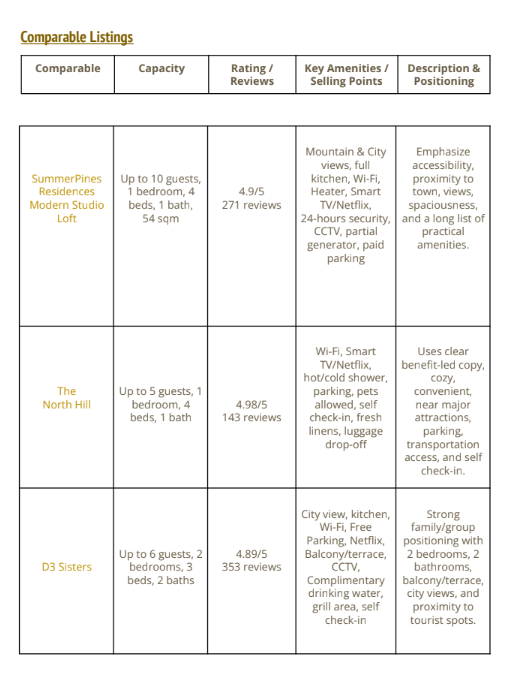 Comparable Listings
Comparable
Capacity
Rating /
Reviews
Key Amenities /
Selling Points
Description &
Positioning
SummerPines
Residences
Modern Studio
Loft
Up to 10 guests,
1 bedroom, 4
beds, 1 bath,
54 sqm
4.9/5
271 reviews
Mountain & City
views, full
kitchen, Wi-Fi,
Heater, Smart
TV/Netflix,
24-hours security,
CCTV, partial
generator, paid
parking
Emphasize
accessibility,
proximity to
town, views,
spaciousness,
and a long list of
practical
amenities.
The
North Hill
Up to 5 guests, 1
bedroom, 4
beds, 1 bath
4.98/5
143 reviews
Wi-Fi, Smart
TV/Netflix,
hot/cold shower,
parking, pets
allowed, self
check-in, fresh
linens, luggage
drop-off
Uses clear
benefit-led copy,
cozy,
convenient,
near major
attractions,
parking,
transportation
access, and self
check-in.
D3 Sisters
Up to 6 guests, 2
bedrooms, 3
beds, 2 baths
4.89/5
353 reviews
City view, kitchen,
Wi-Fi, Free
Parking, Netflix,
Balcony/terrace,
CCTV,
Complimentary
drinking water,
grill area, self
check-in
Strong
family/group
positioning with
2 bedrooms, 2
bathrooms,
balcony/terrace,
city views, and
proximity to
tourist spots.